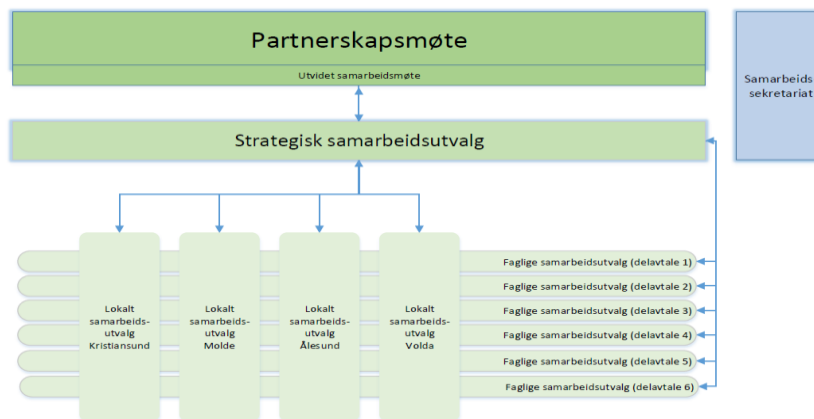 Partnerskapsmøte
Utvidet samarbeidsmøte
Samarbeids
sekretariat
Strategisk samarbeidsutvalg
Faglige samarbeidsutvalg (delavtale 1)
Faglige samarbeidsutvalg (delavtale 2)
Faglige samarbeidsutvalg (delavtale 3)
Faglige samarbeidsutvalg (delavtale 4)
Faglige samarbeidsutvalg (delavtale 5)
Faglige samarbeidsutvalg (delavtale 6)
Lokalt
samarbeids-
utvalg
Kristiansund
Lokalt
samarbeids-
utvalg
Molde
Lokalt
samarbeids-
utvalg
Ålesund
Lokalt
samarbeids-
utvalg
Volda